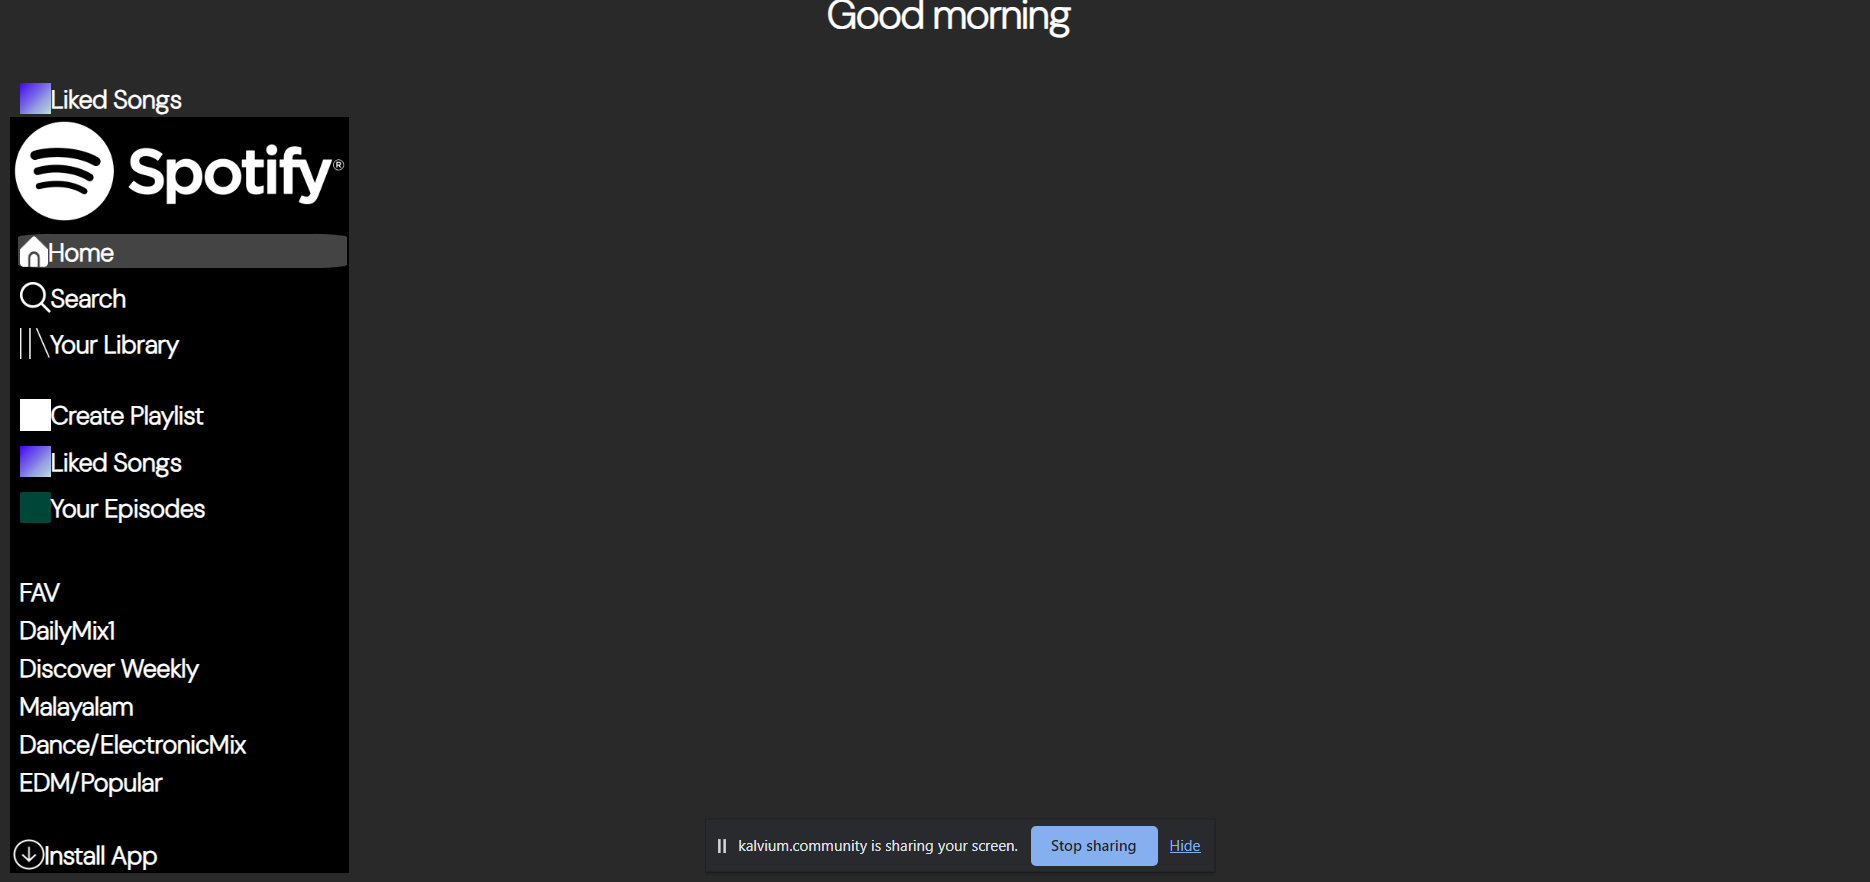 Good morning
Liked Songs
Spotify®
Home
Search
Your Library
Create Playlist
Liked Songs
Your Episodes
FAV
DailyMix1
Discover Weekly
Malayalam
Dance/ElectronicMix
EDM/Popular
Install App
kalvium.community is sharing your screen. Stop sharing Hide